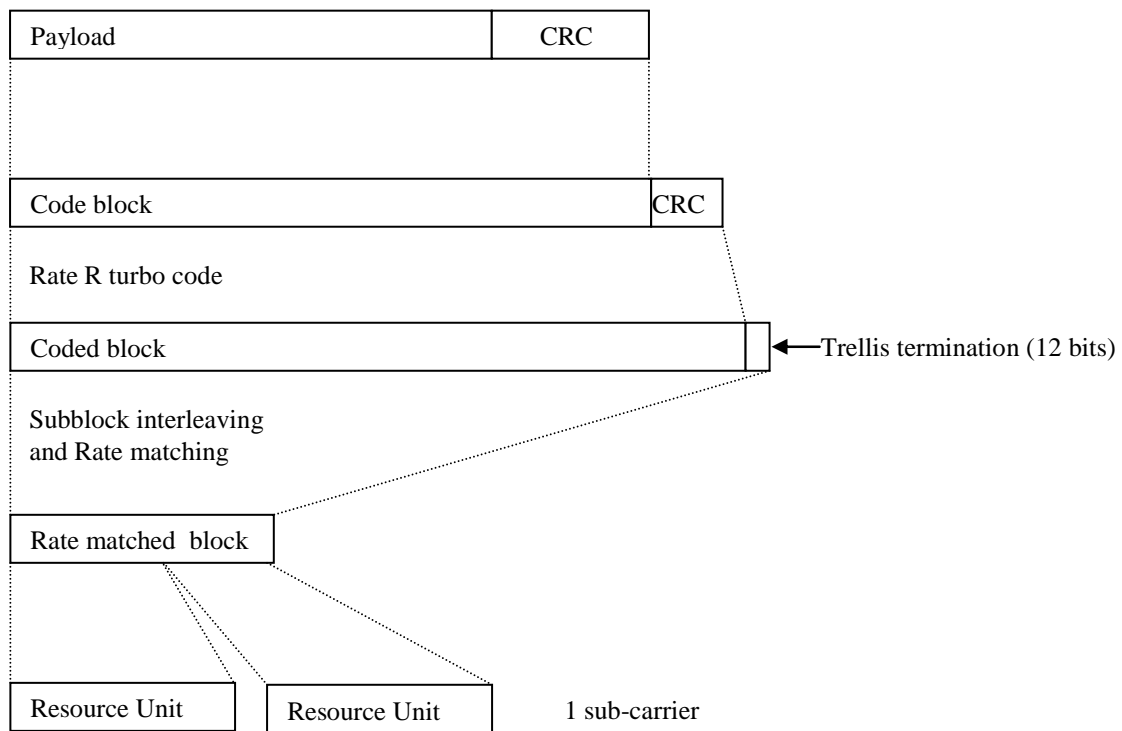 Payload
CRC
Code block
CRC
Rate R turbo code
Coded block
Trellis termination (12 bits)
Subblock interleaving
and Rate matching
Rate matched block
Resource Unit
Resource Unit
1 sub-carrier